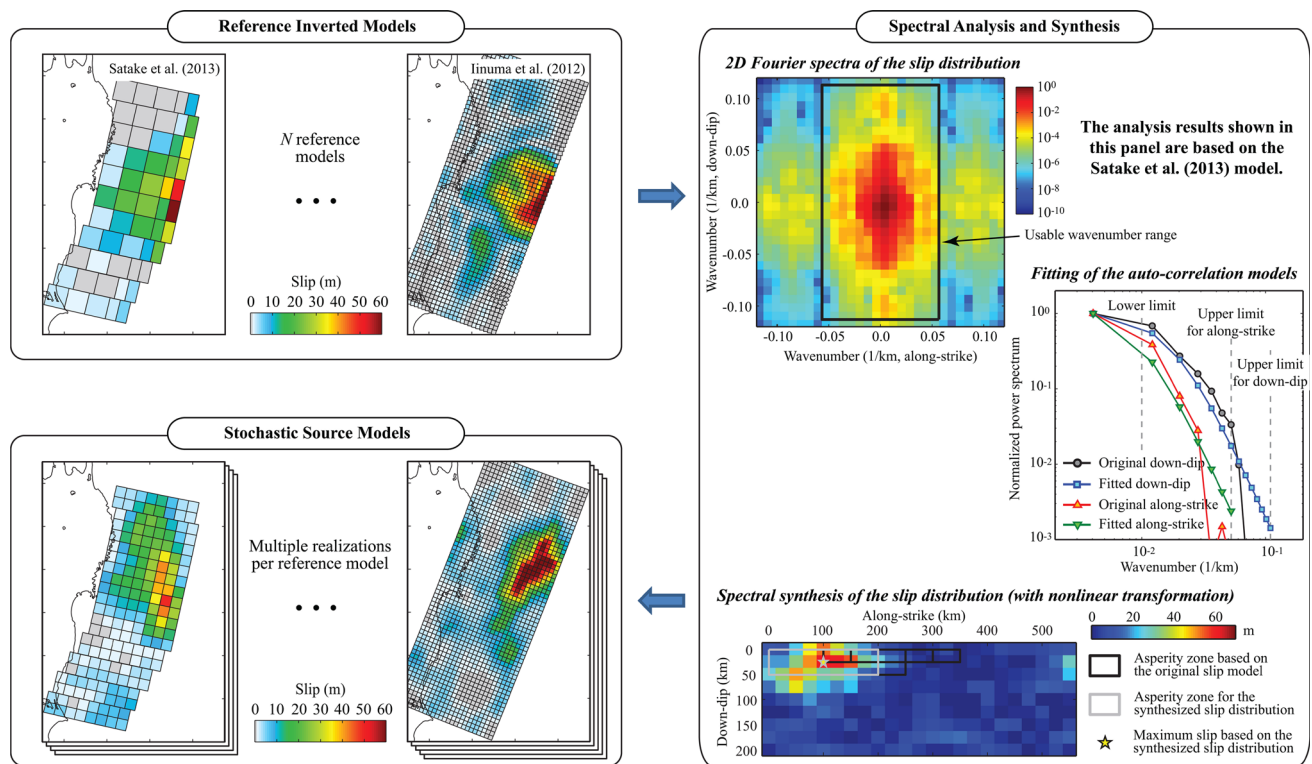 Reference Inverted Models
Satake et al. (2013)
Iinuma et al. (2012)
N reference
models
Slip (m)
0 10 20 30 40 50 60
Spectral Analysis and Synthesis
2D Fourier spectra of the slip distribution
Wavenumber (1/km, down-dip)
0.10
0.05
0.0
-0.05
-0.10
-0.10 -0.05 0.0 0.05 0.10
Wavenumber (1/km, along-strike)
10^0
10^-2
10^-4
10^-6
10^-8
10^-10
The analysis results shown in
this panel are based on the
Satake et al. (2013) model.
Usable wavenumber range
Fitting of the auto-correlation models
Normalized power spectrum
10^0
10^-1
10^-2
10^-3
Lower limit
Upper limit
for along-strike
Upper limit
for down-dip
Original down-dip
Fitted down-dip
Original along-strike
Fitted along-strike
10^-2 10^-1
Wavenumber (1/km)
Spectral synthesis of the slip distribution (with nonlinear transformation)
Along-strike (km)
0 100 200 300 400 500
Down-dip (km)
0
50
100
150
200
0 20 40 60 m
Asperity zone based on
the original slip model
Asperity zone for the
synthesized slip distribution
Maximum slip based on the
synthesized slip distribution
Stochastic Source Models
Multiple realizations
per reference model
Slip (m)
0 10 20 30 40 50 60